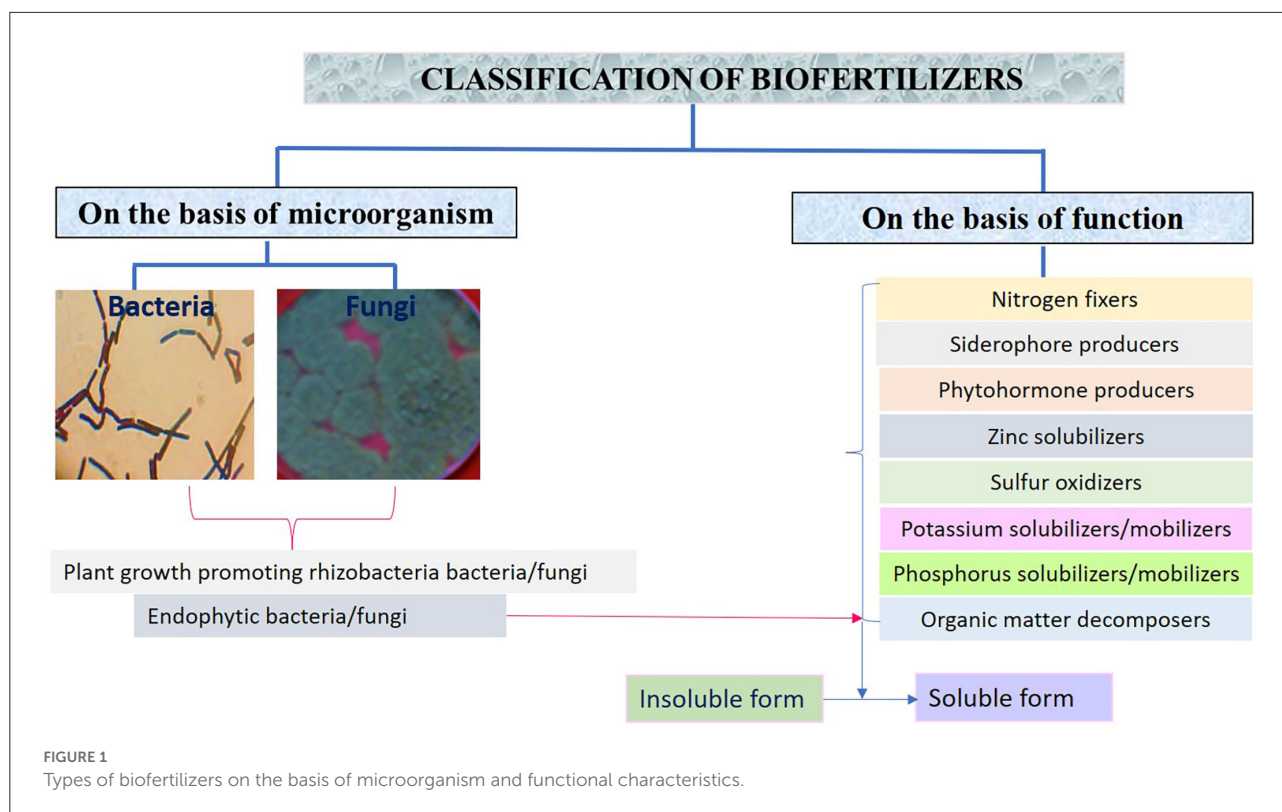 CLASSIFICATION OF BIOFERTILIZERS
On the basis of microorganism
On the basis of function
Bacteria
Fungi
Plant growth promoting rhizobacteria bacteria/fungi
Endophytic bacteria/fungi
Nitrogen fixers
Siderophore producers
Phytohormone producers
Zinc solubilizers
Sulfur oxidizers
Potassium solubilizers/mobilizers
Phosphorus solubilizers/mobilizers
Organic matter decomposers
Insoluble form
Soluble form
FIGURE 1
Types of biofertilizers on the basis of microorganism and functional characteristics.